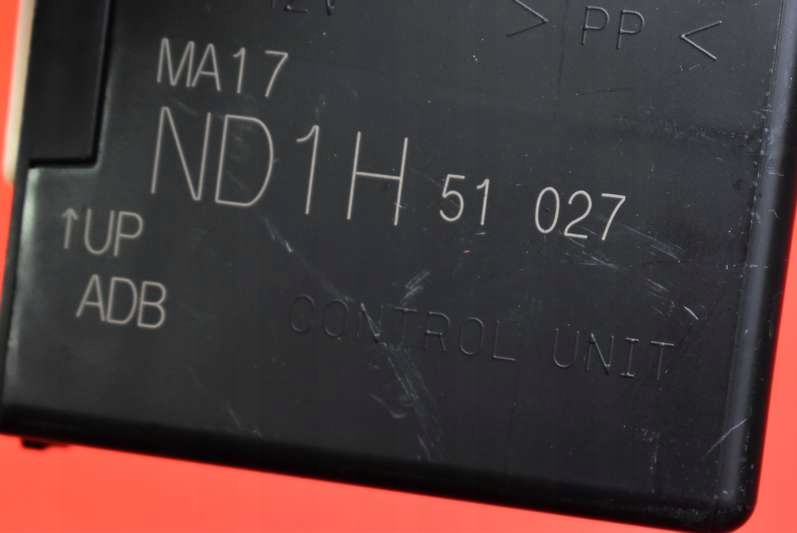 > PP <
MA17
ND1H 51 027
↑UP
ADB
CONTROL UNIT